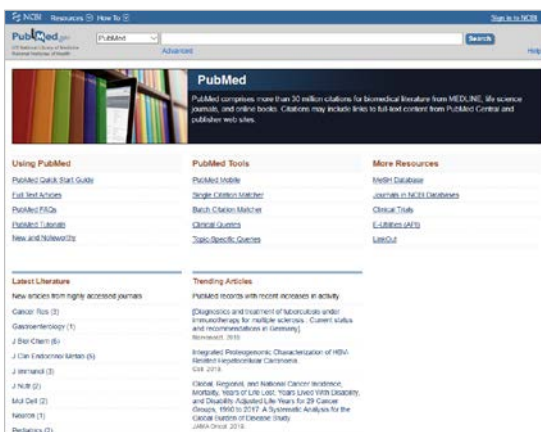 NCBI Resources How To Sign in to NCBI
PubMed.gov PubMed Search
US National Library of Medicine
National Institutes of Health
Advanced Help
PubMed
PubMed comprises more than 30 million citations for biomedical literature from MEDLINE, life science
journals, and online books. Citations may include links to full-text content from PubMed Central and
publisher web sites.
Using PubMed
PubMed Quick Start Guide
Full Text Articles
PubMed FAQs
PubMed Tutorials
New and Noteworthy
PubMed Tools
PubMed Mobile
Single Citation Matcher
Batch Citation Matcher
Clinical Queries
Topic-Specific Queries
More Resources
MeSH Database
Journals in NCBI Databases
Clinical Trials
E-Utilities (API)
LinkOut
Latest Literature
New articles from highly accessed journals
Cancer Res (3)
Gastroenterology (1)
J Biol Chem (6)
J Clin Endocrinol Metab (5)
J Immunol (3)
J Nutr (2)
Mol Cell (2)
Neuron (1)
Pediatrics (2)
Trending Articles
PubMed records with recent increases in activity
[Diagnostics and treatment of tuberculosis under
immunotherapy for multiple sclerosis : Current status
and recommendations in Germany].
Nervenarzt. 2019.
Integrated Proteogenomic Characterization of HBV-
Related Hepatocellular Carcinoma.
Cell. 2019.
Global, Regional, and National Cancer Incidence,
Mortality, Years of Life Lost, Years Lived With Disability,
and Disability-Adjusted Life-Years for 29 Cancer
Groups, 1990 to 2017: A Systematic Analysis for the
Global Burden of Disease Study.
JAMA Oncol. 2019.